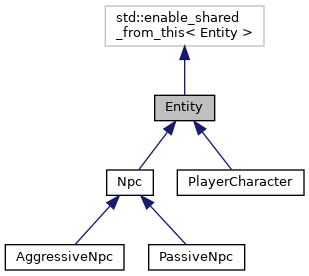 std::enable_shared
_from_this< Entity >
Entity
Npc
PlayerCharacter
AggressiveNpc
PassiveNpc